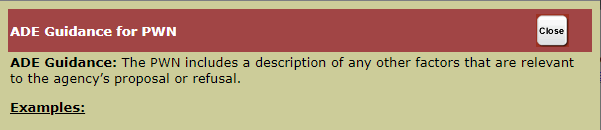 ADE Guidance for PWN
Close
ADE Guidance: The PWN includes a description of any other factors that are relevant
to the agency's proposal or refusal.
Examples: